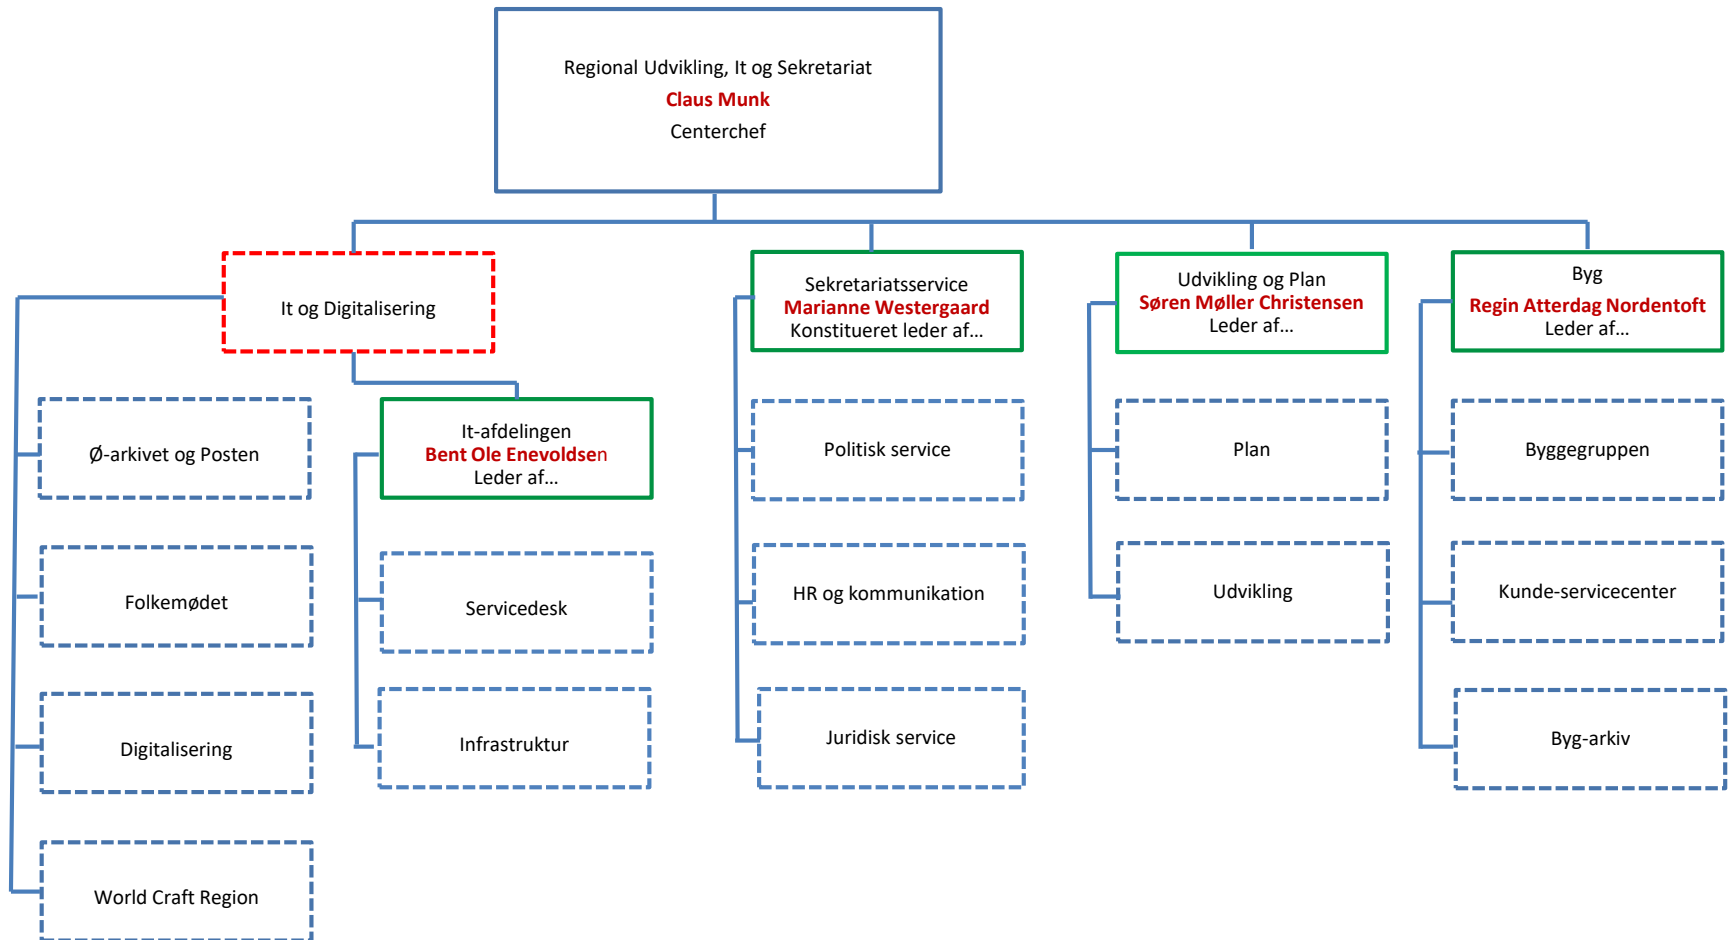 Regional Udvikling, It og Sekretariat
Claus Munk
Centerchef
It og Digitalisering
Sekretariatsservice
Marianne Westergaard
Konstitueret leder af...
Udvikling og Plan
Søren Møller Christensen
Leder af...
Byg
Regin Atterdag Nordentoft
Leder af...
Ø-arkivet og Posten
It-afdelingen
Bent Ole Enevoldsen
Leder af...
Politisk service
Plan
Byggegruppen
Folkemødet
Servicedesk
HR og kommunikation
Udvikling
Kunde-servicecenter
Digitalisering
Infrastruktur
Juridisk service
Byg-arkiv
World Craft Region